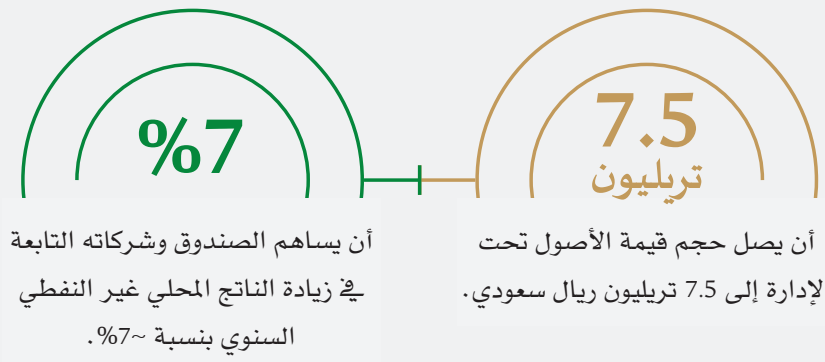 7.5
تريليون
أن يصل حجم قيمة الأصول تحت
لإدارة إلى 7.5 تريليون ريال سعودي.
%7
أن يساهم الصندوق وشركاته التابعة
في زيادة الناتج المحلي غير النفطي
السنوي بنسبة ~7%.